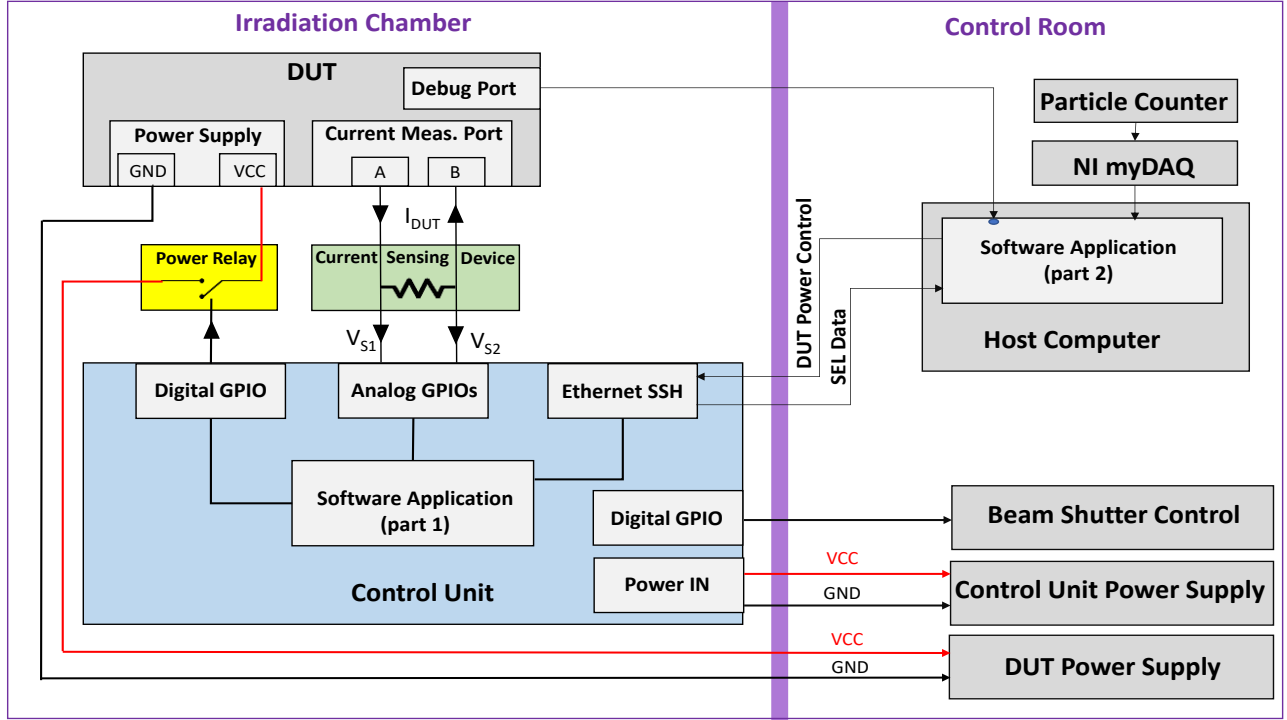 Irradiation Chamber
Control Room
DUT
Debug Port
Power Supply
GND
VCC
Current Meas. Port
A
B
I_DUT
Power Relay
Current Sensing Device
V_S1
V_S2
Digital GPIO
Analog GPIOs
Ethernet SSH
Software Application
(part 1)
Digital GPIO
Power IN
Control Unit
DUT Power Control
SEL Data
Particle Counter
NI myDAQ
Software Application
(part 2)
Host Computer
Beam Shutter Control
VCC
GND
Control Unit Power Supply
VCC
GND
DUT Power Supply